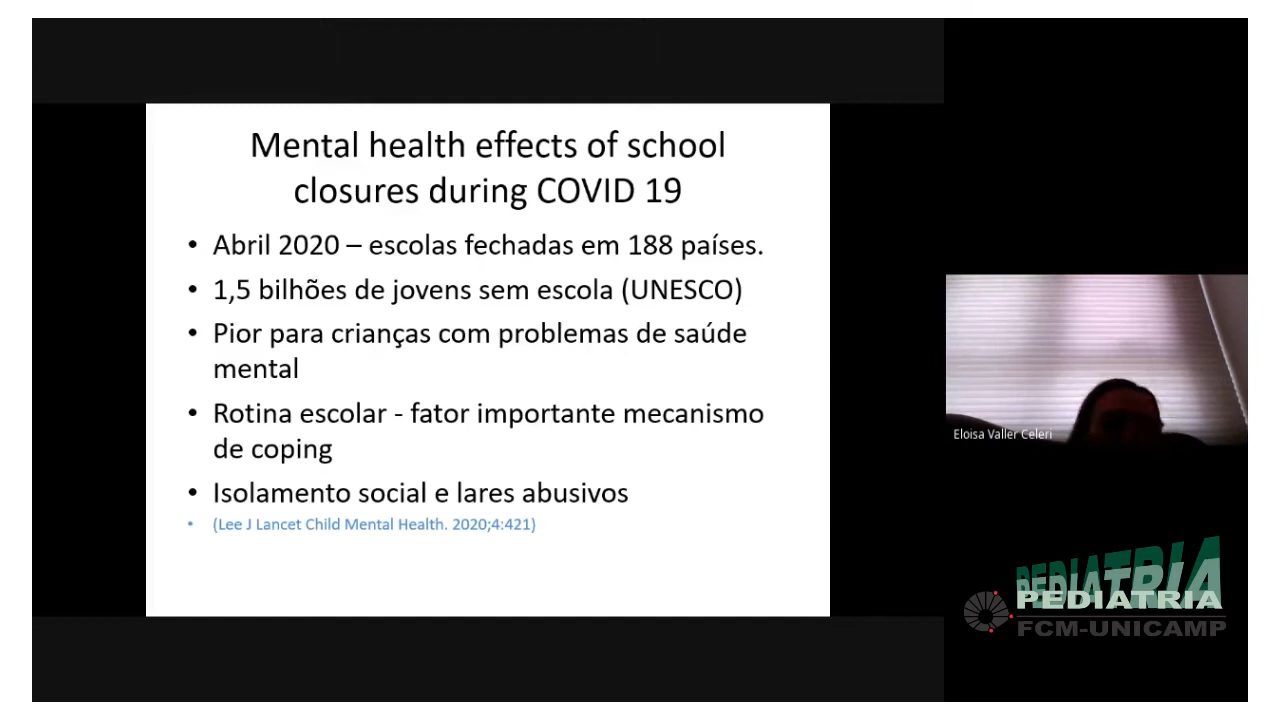 Mental health effects of school
closures during COVID 19
• Abril 2020 – escolas fechadas em 188 países.
• 1,5 bilhões de jovens sem escola (UNESCO)
• Pior para crianças com problemas de saúde
mental
• Rotina escolar - fator importante mecanismo
de coping
• Isolamento social e lares abusivos
• (Lee J Lancet Child Mental Health. 2020;4:421)
Eloisa Valler Celeri
PEDIATRIA
PEDIATRIA
FCM-UNICAMP